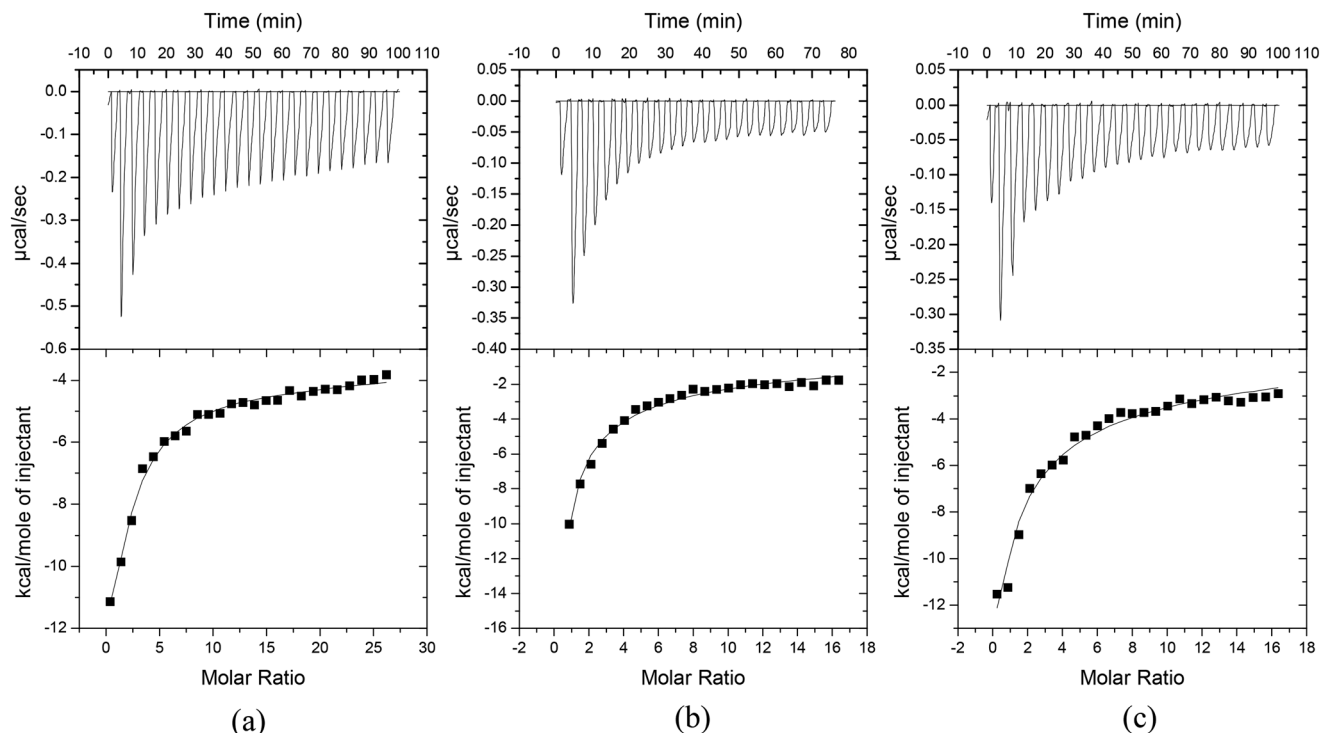 Time (min)
-10 0 10 20 30 40 50 60 70 80 90 100 110
0.0
-0.1
-0.2
-0.3
-0.4
-0.5
-0.6
µcal/sec
-4
-6
-8
-10
-12
kcal/mole of injectant
0 5 10 15 20 25 30
Molar Ratio
(a)
Time (min)
-10 0 10 20 30 40 50 60 70 80
0.05
0.00
-0.05
-0.10
-0.15
-0.20
-0.25
-0.30
-0.35
-0.40
µcal/sec
0
-2
-4
-6
-8
-10
-12
-14
-16
kcal/mole of injectant
-2 0 2 4 6 8 10 12 14 16 18
Molar Ratio
(b)
Time (min)
-10 0 10 20 30 40 50 60 70 80 90 100 110
0.05
0.00
-0.05
-0.10
-0.15
-0.20
-0.25
-0.30
-0.35
µcal/sec
-2
-4
-6
-8
-10
-12
kcal/mole of injectant
-2 0 2 4 6 8 10 12 14 16 18
Molar Ratio
(c)